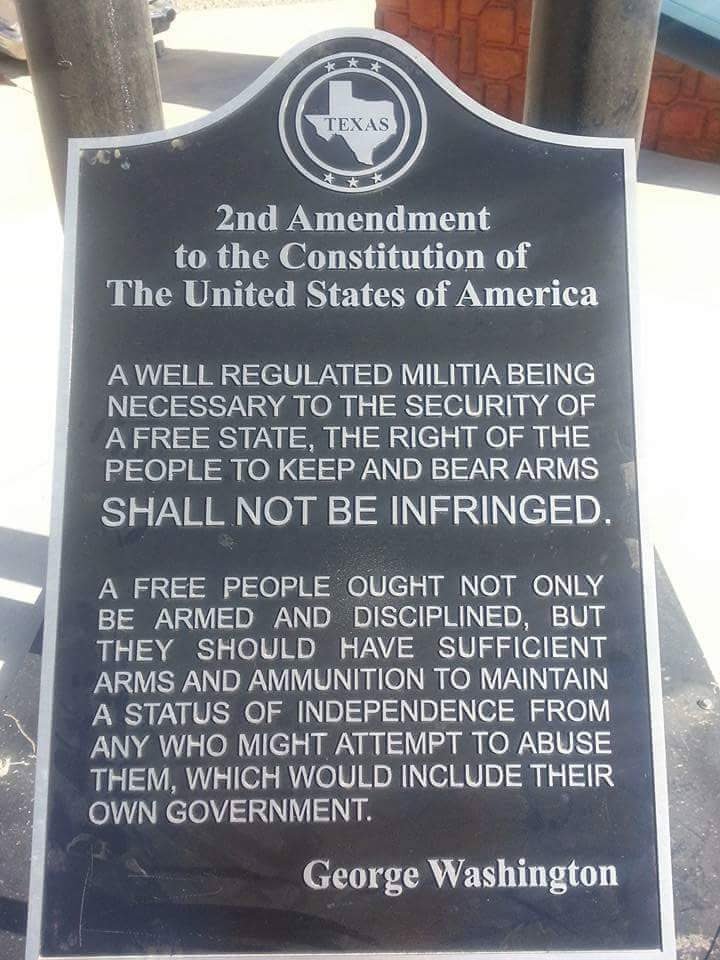 TEXAS
2nd Amendment
to the Constitution of
The United States of America
A WELL REGULATED MILITIA BEING
NECESSARY TO THE SECURITY OF
A FREE STATE, THE RIGHT OF THE
PEOPLE TO KEEP AND BEAR ARMS
SHALL NOT BE INFRINGED.
A FREE PEOPLE OUGHT NOT ONLY
BE ARMED AND DISCIPLINED, BUT
THEY SHOULD HAVE SUFFICIENT
ARMS AND AMMUNITION TO MAINTAIN
A STATUS OF INDEPENDENCE FROM
ANY WHO MIGHT ATTEMPT TO ABUSE
THEM, WHICH WOULD INCLUDE THEIR
OWN GOVERNMENT.
George Washington